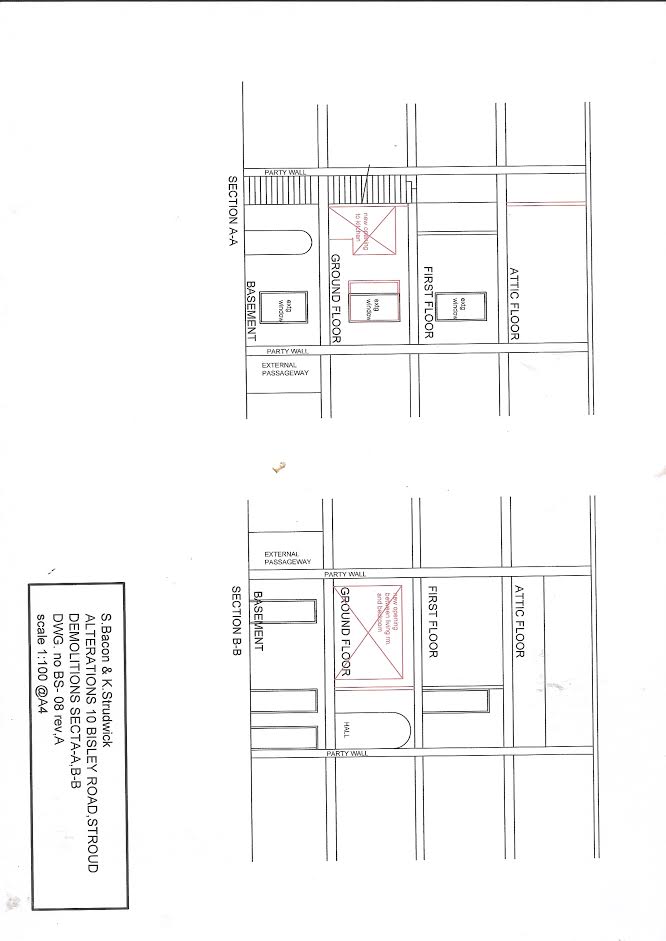 PARTY WALL
SECTION A-A
ATTIC FLOOR
FIRST FLOOR
extg
window
GROUND FLOOR
new opening
to kitchen
extg
window
BASEMENT
extg
window
PARTY WALL
EXTERNAL
PASSAGEWAY
EXTERNAL
PASSAGEWAY
PARTY WALL
SECTION B-B
ATTIC FLOOR
FIRST FLOOR
GROUND FLOOR
new opening
between living rm.
and bedroom
BASEMENT
HALL
PARTY WALL
S.Bacon & K.Strudwick
ALTERATIONS 10 BISLEY ROAD,STROUD
DEMOLITIONS SECTA-A,B-B
DWG. no BS- 08 rev,A
scale 1:100 @A4